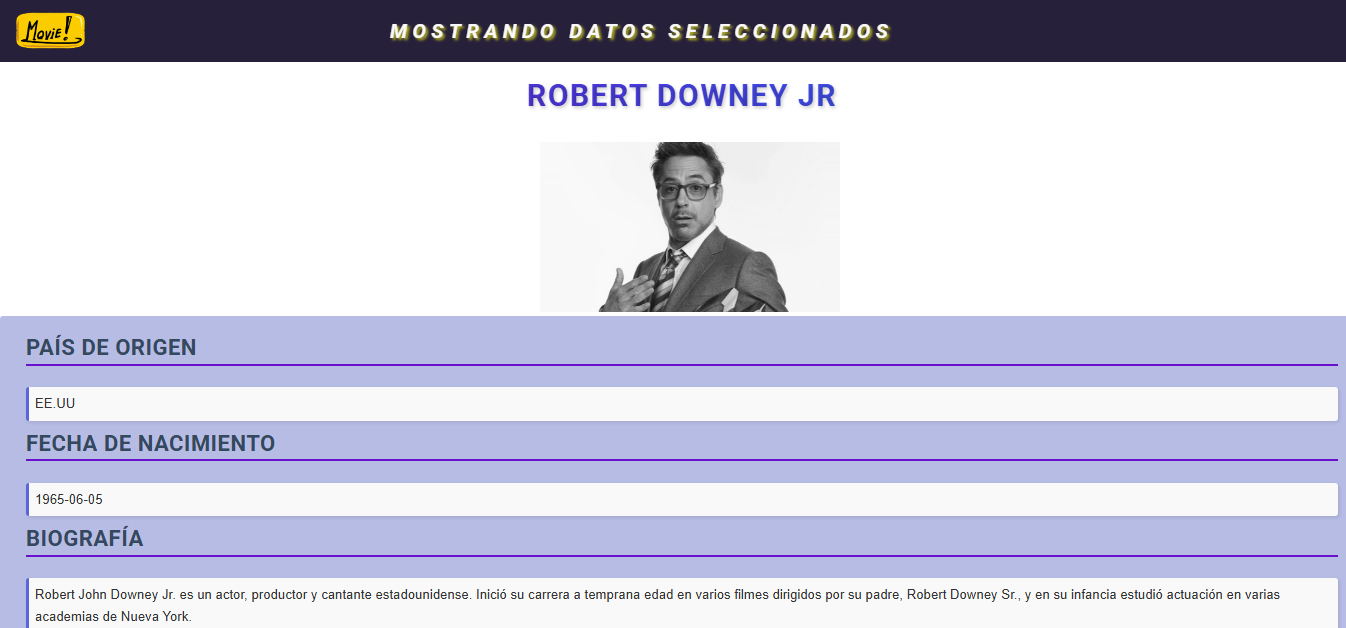 Movie!
MOSTRANDO DATOS SELECCIONADOS
ROBERT DOWNEY JR
PAÍS DE ORIGEN
EE.UU
FECHA DE NACIMIENTO
1965-06-05
BIOGRAFÍA
Robert John Downey Jr. es un actor, productor y cantante estadounidense. Inició su carrera a temprana edad en varios filmes dirigidos por su padre, Robert Downey Sr., y en su infancia estudió actuación en varias
academias de Nueva York.